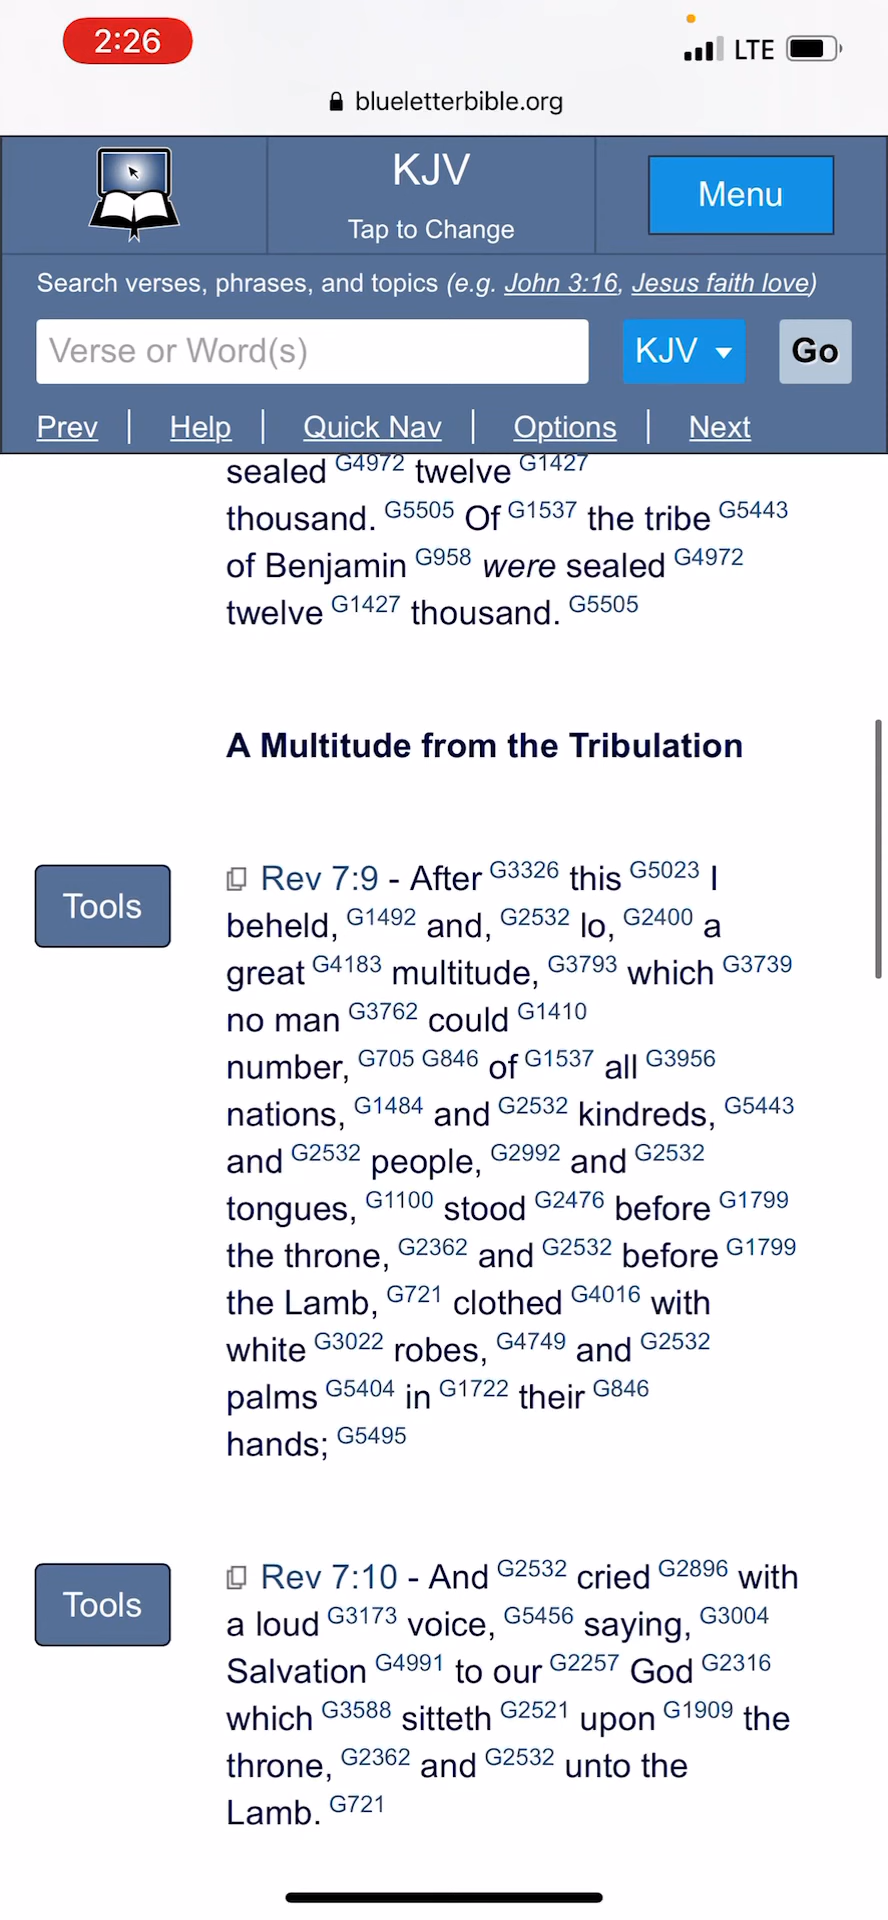 2:26
LTE
blueletterbible.org
KJV
Tap to Change
Menu
Search verses, phrases, and topics (e.g. John 3:16, Jesus faith love)
Verse or Word(s)
KJV
Go
Prev | Help | Quick Nav | Options | Next
sealed G4972 twelve G1427
thousand. G5505 Of G1537 the tribe G5443
of Benjamin G958 were sealed G4972
twelve G1427 thousand. G5505
A Multitude from the Tribulation
Tools
Rev 7:9 - After G3326 this G5023 I
beheld, G1492 and, G2532 lo, G2400 a
great G4183 multitude, G3793 which G3739
no man G3762 could G1410
number, G705 G846 of G1537 all G3956
nations, G1484 and G2532 kindreds, G5443
and G2532 people, G2992 and G2532
tongues, G1100 stood G2476 before G1799
the throne, G2362 and G2532 before G1799
the Lamb, G721 clothed G4016 with
white G3022 robes, G4749 and G2532
palms G5404 in G1722 their G846
hands; G5495
Tools
Rev 7:10 - And G2532 cried G2896 with
a loud G3173 voice, G5456 saying, G3004
Salvation G4991 to our G2257 God G2316
which G3588 sitteth G2521 upon G1909 the
throne, G2362 and G2532 unto the
Lamb. G721